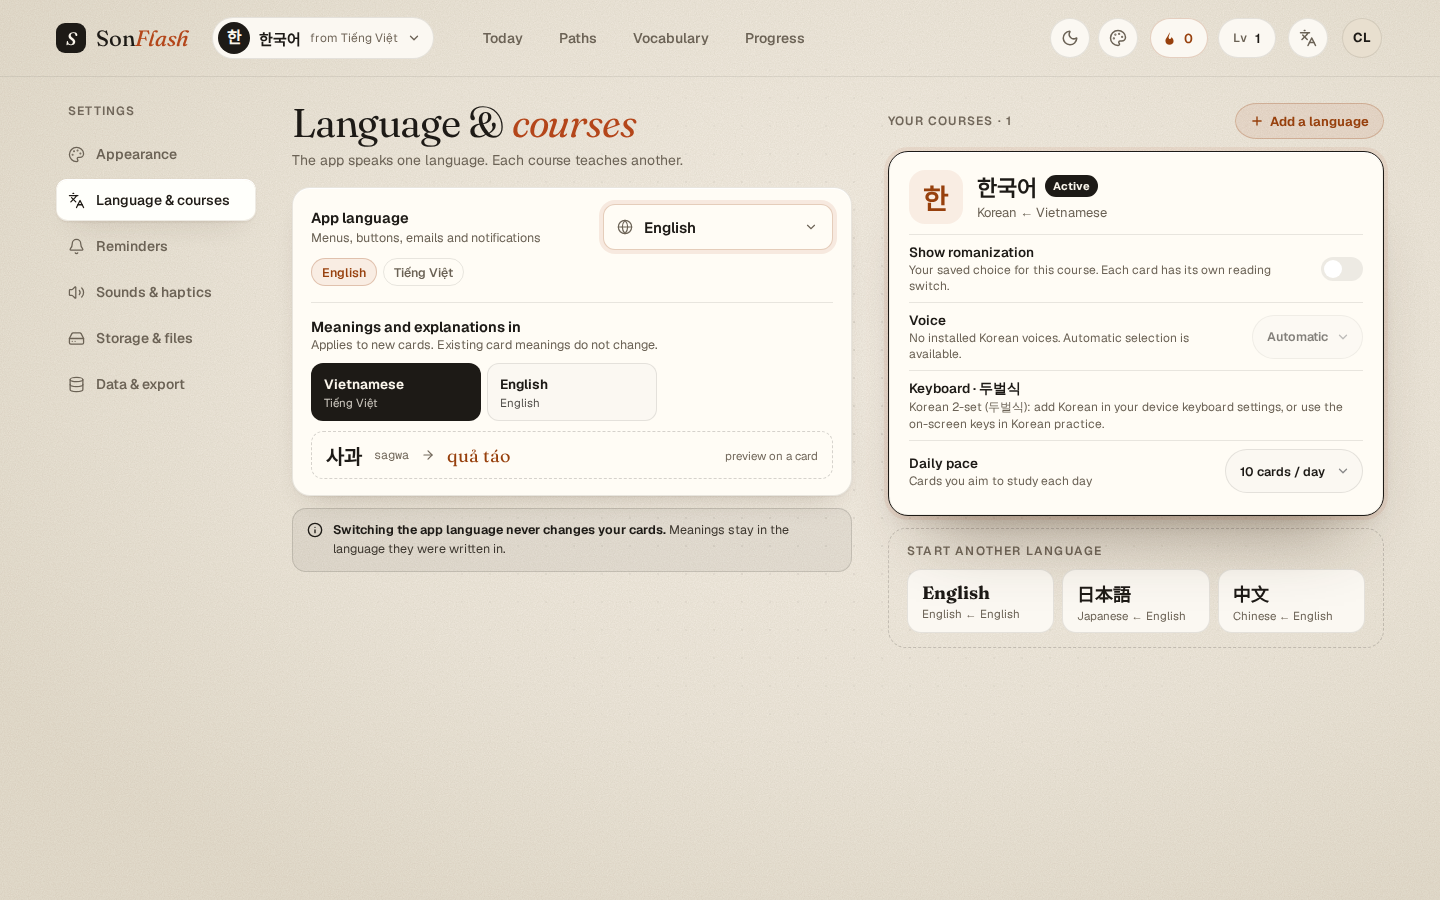 S SonFlash
한 한국어 from Tiếng Việt
Today
Paths
Vocabulary
Progress
0
Lv 1
CL
SETTINGS
Appearance
Language & courses
Reminders
Sounds & haptics
Storage & files
Data & export
Language & courses
The app speaks one language. Each course teaches another.
App language
Menus, buttons, emails and notifications
English
English
Tiếng Việt
Meanings and explanations in
Applies to new cards. Existing card meanings do not change.
Vietnamese
Tiếng Việt
English
English
사과 sagwa → quả táo
preview on a card
Switching the app language never changes your cards. Meanings stay in the
language they were written in.
YOUR COURSES · 1
+ Add a language
한
한국어 Active
Korean ← Vietnamese
Show romanization
Your saved choice for this course. Each card has its own reading
switch.
Voice
No installed Korean voices. Automatic selection is
available.
Automatic
Keyboard · 두벌식
Korean 2-set (두벌식): add Korean in your device keyboard settings, or use the
on-screen keys in Korean practice.
Daily pace
Cards you aim to study each day
10 cards / day
START ANOTHER LANGUAGE
English
English ← English
日本語
Japanese ← English
中文
Chinese ← English